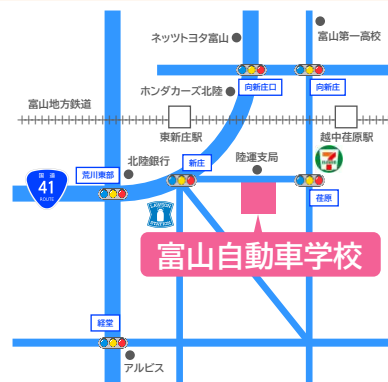 ネッツトヨタ富山
富山第一高校
向新庄口
向新庄
ホンダカーズ北陸
富山地方鉄道
東新庄駅
越中荏原駅
北陸銀行
新庄
陸運支局
7
ELEVEN
荒川東部
国道
41
ROUTE
荏原
LAWSON
STATION
富山自動車学校
経堂
アルビス